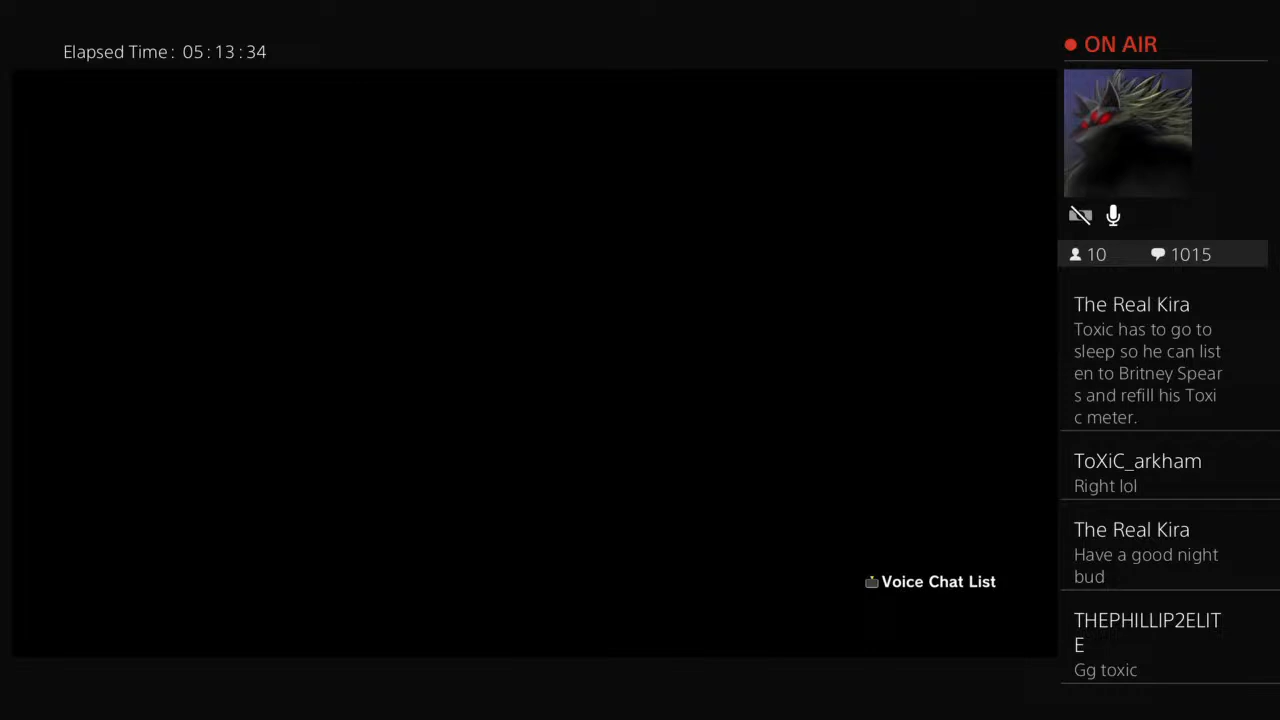 Elapsed Time: 05:13:34
ON AIR
10 1015
The Real Kira
Toxic has to go to
sleep so he can list
en to Britney Spear
s and refill his Toxi
c meter.
ToXiC_arkham
Right lol
The Real Kira
Have a good night
bud
Voice Chat List
THEPHILLIP2ELIT
E
Gg toxic